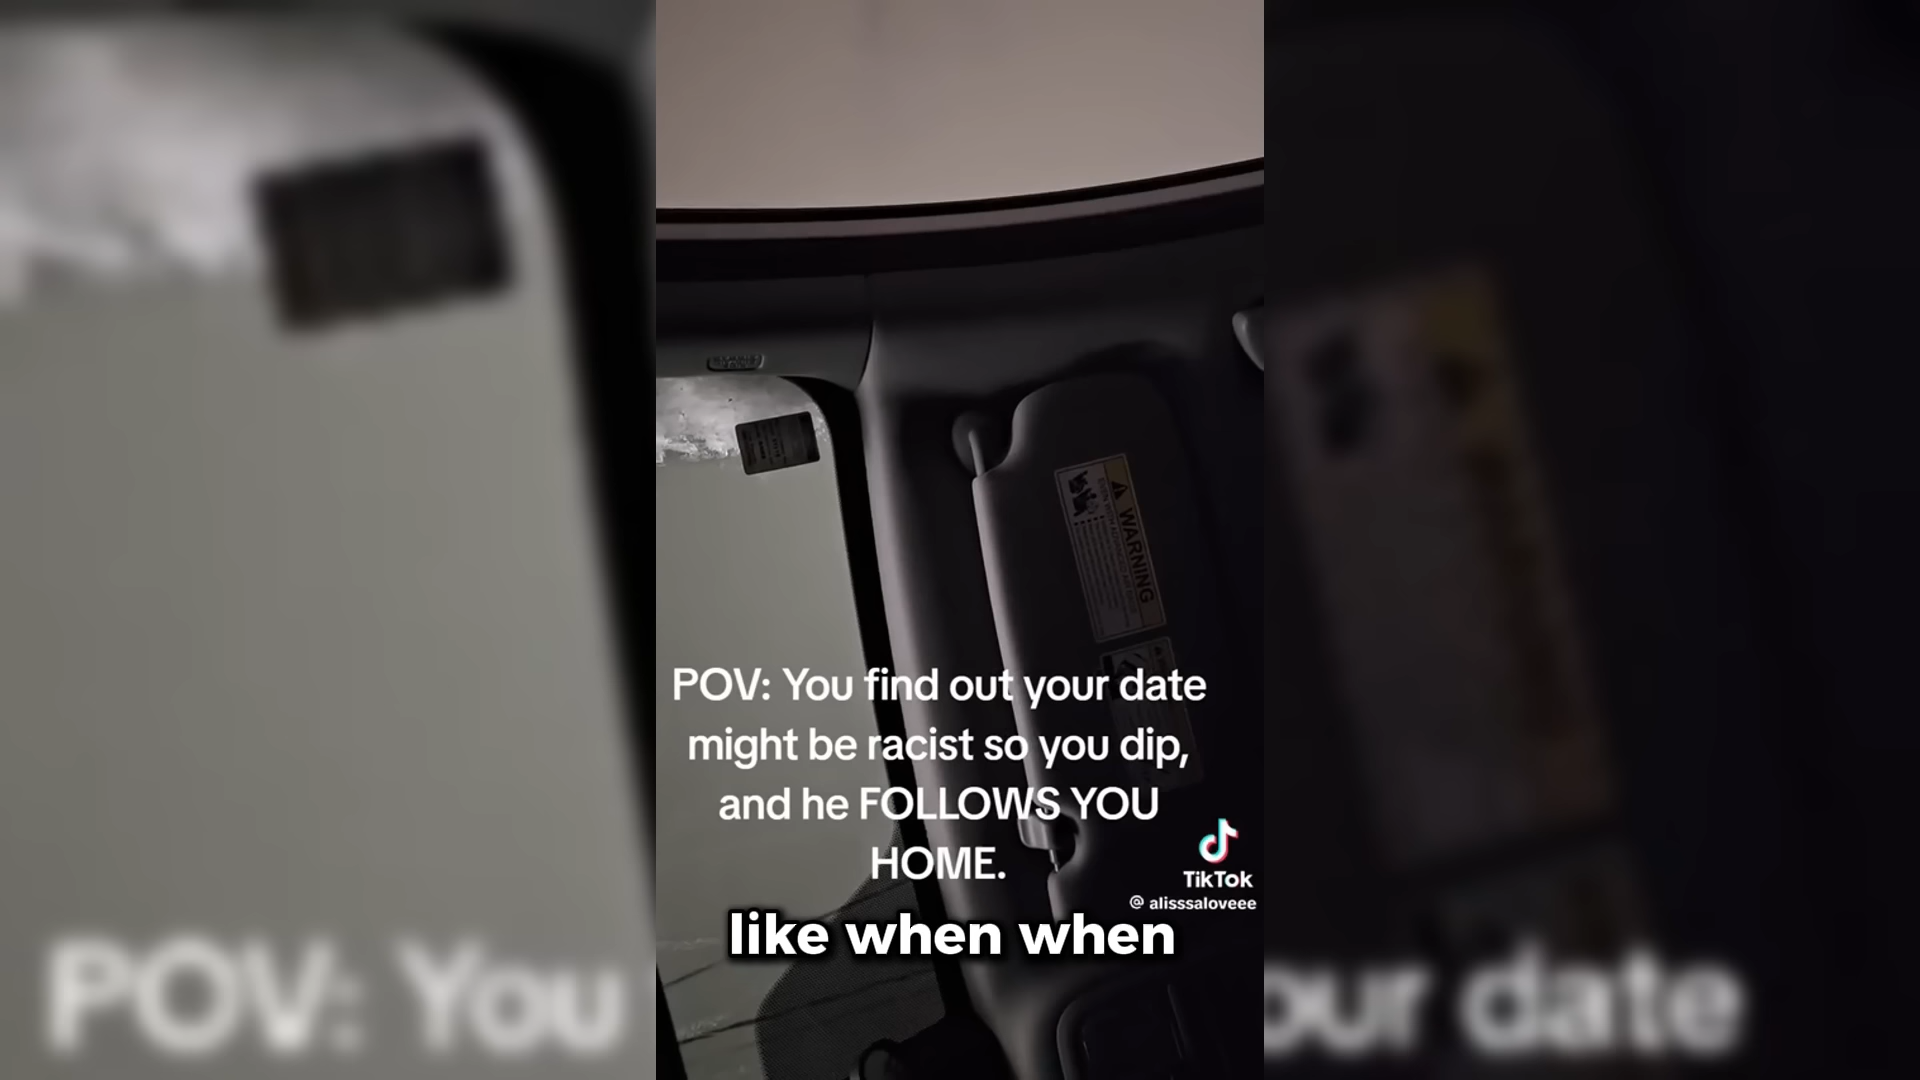 POV: You find out your date
might be racist so you dip,
and he FOLLOWS YOU
HOME.
TikTok
@ alisssaloveee
like when when
WARNING
POV: You
our date